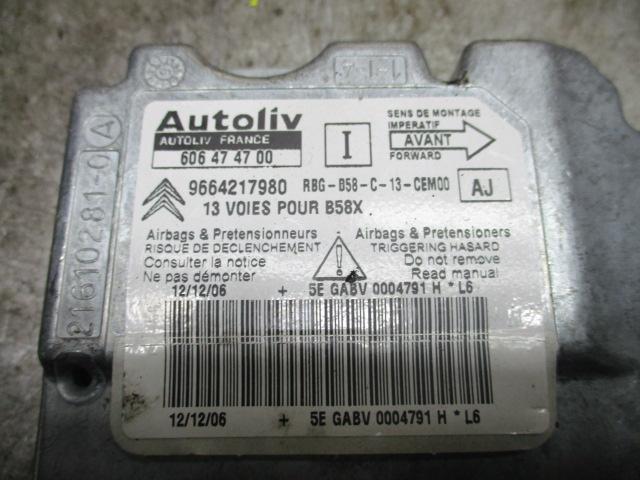 Autoliv
AUTOLIV FRANCE
606 47 47 00
I
SENS DE MONTAGE
IMPERATIF
AVANT
FORWARD
9664217980 RBG-B58-C-13-CEM00
AJ
13 VOIES POUR B58X
Airbags & Pretensionneurs
RISQUE DE DECLENCHEMENT
Consulter la notice
Ne pas démonter
Airbags & Pretensioners
TRIGGERING HASARD
Do not remove
Read manual
12/12/06 + 5E GABV 0004791 H * L6
12/12/06 + 5E GABV 0004791 H * L6
21610281-0 A